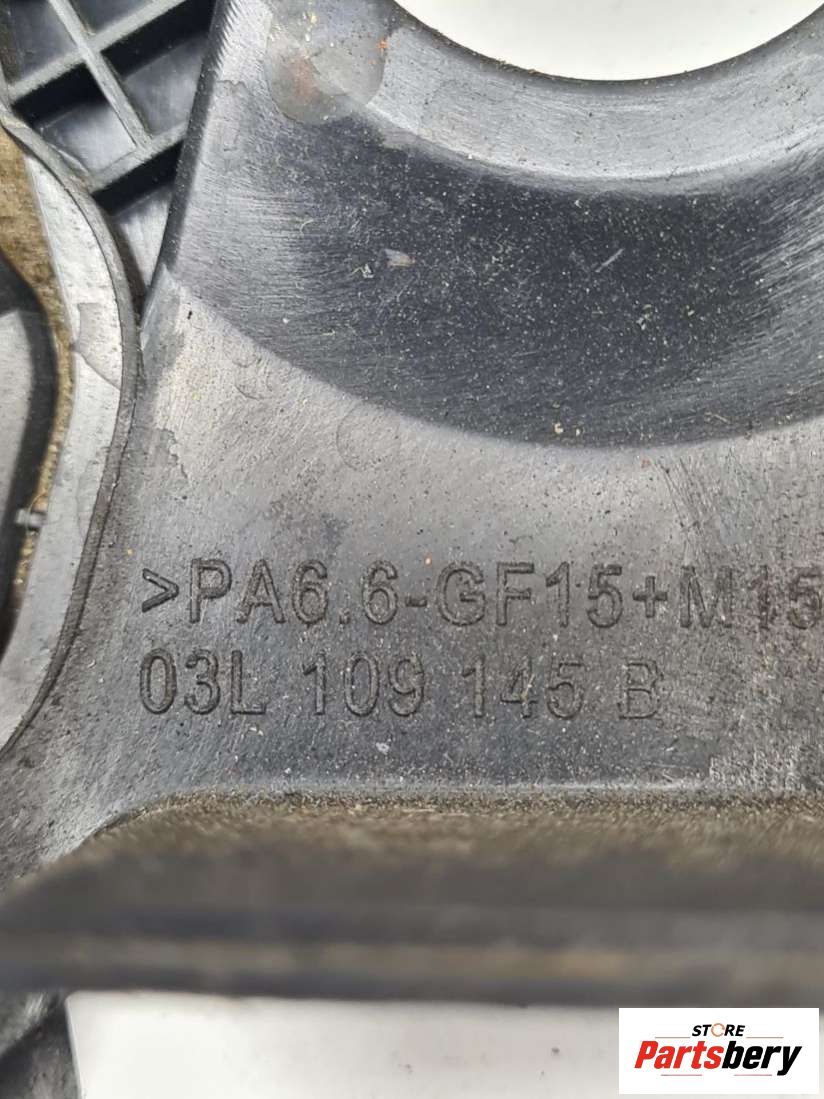 >PA6.6-GF15+M15
03L 109 145 B
STORE
Partsbery